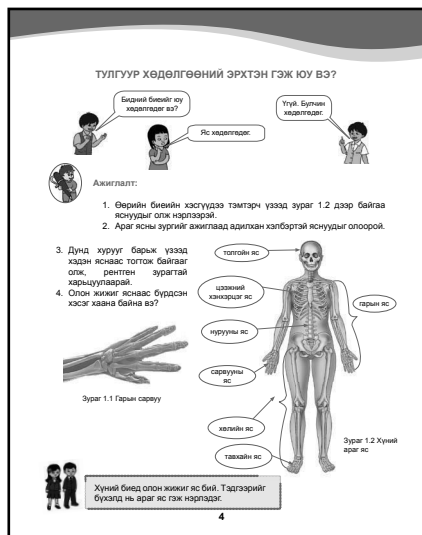 ТУЛГУУР ХӨДӨЛГӨӨНИЙ ЭРХТЭН ГЭЖ ЮУ ВЭ?
Бидний биеийг юу
хөдөлгөдөг вэ?
Яс хөдөлгөдөг.
Үгүй. Булчин
хөдөлгөдөг.
Ажиглалт:
1. Өөрийн биеийн хэсгүүдээ тэмтэрч үзээд зураг 1.2 дээр байгаа
яснуудыг олж нэрлээрэй.
2. Араг ясны зургийг ажиглаад адилхан хэлбэртэй яснуудыг олоорой.
3. Дунд хурууг барьж үзээд
хэдэн яснаас тогтож байгааг
олж, рентген зурагтай
харьцуулаарай.
4. Олон жижиг яснаас бүрдсэн
хэсэг хаана байна вэ?
Зураг 1.1 Гарын сарвуу
толгойн яс
цээжний
хэнхэрцэг яс
нурууны яс
сарвууны
яс
хөлийн яс
тавхайн яс
гарын яс
Зураг 1.2 Хүний
араг яс
Хүний биед олон жижиг яс бий. Тэдгээрийг
бүхэлд нь араг яс гэж нэрлэдэг.
4